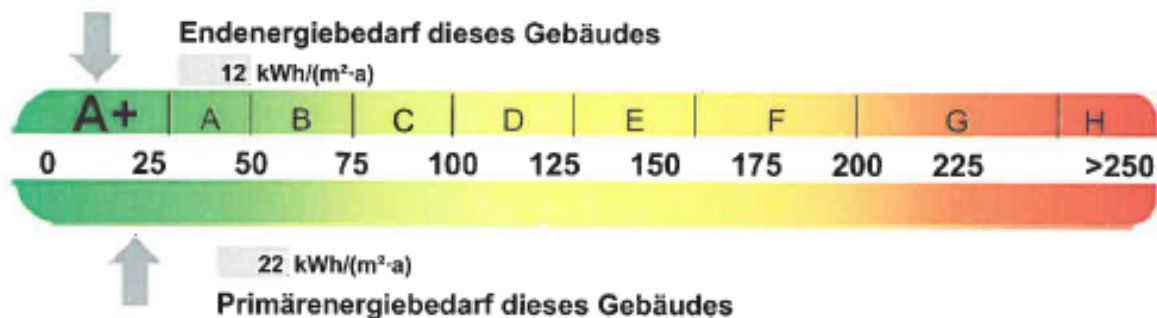 Endenergiebedarf dieses Gebäudes
12 kWh/(m²·a)
A+ A B C D E F G H
0 25 50 75 100 125 150 175 200 225 >250
22 kWh/(m²·a)
Primärenergiebedarf dieses Gebäudes